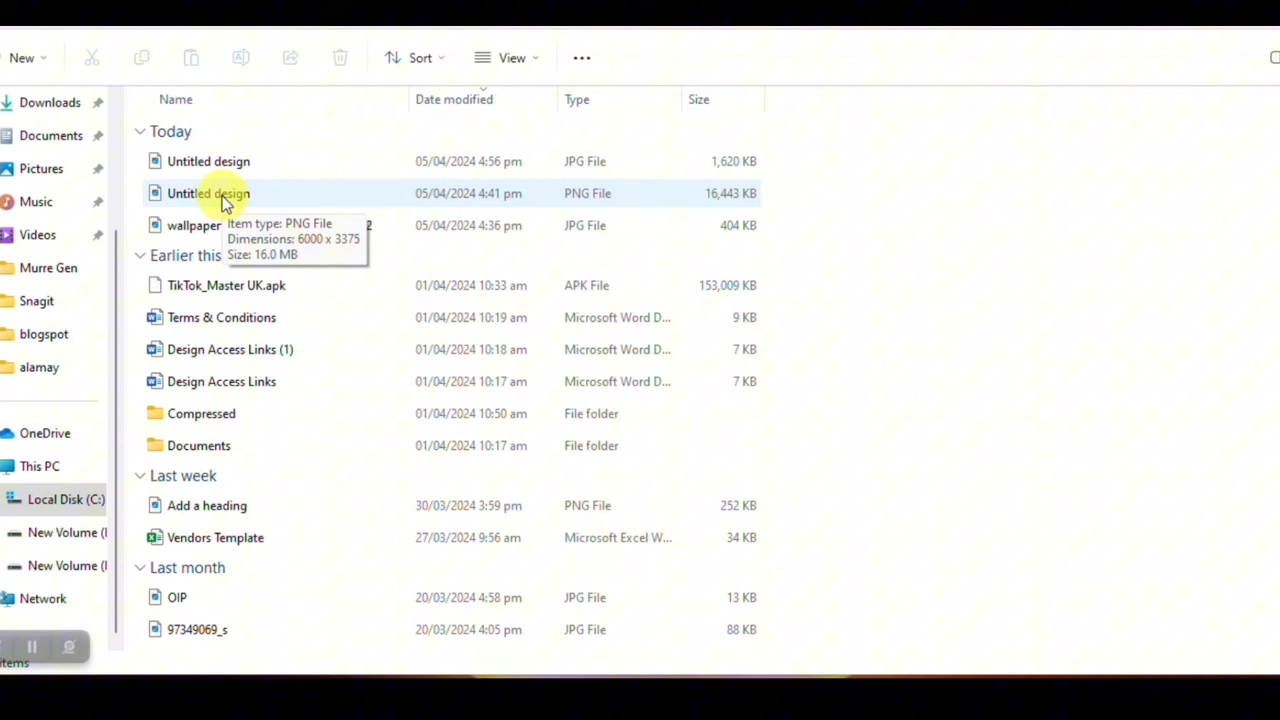 New
Sort
View
Downloads
Documents
Pictures
Music
Videos
Murre Gen
Snagit
blogspot
alamay
OneDrive
This PC
Local Disk (C:)
New Volume (
New Volume (
Network
items
Name Date modified Type Size
Today
Untitled design 05/04/2024 4:56 pm JPG File 1,620 KB
Untitled design 05/04/2024 4:41 pm PNG File 16,443 KB
wallpaper 2 05/04/2024 4:36 pm JPG File 404 KB
Item type: PNG File
Dimensions: 6000 x 3375
Size: 16.0 MB
Earlier this
TikTok_Master UK.apk 01/04/2024 10:33 am APK File 153,009 KB
Terms & Conditions 01/04/2024 10:19 am Microsoft Word D... 9 KB
Design Access Links (1) 01/04/2024 10:18 am Microsoft Word D... 7 KB
Design Access Links 01/04/2024 10:17 am Microsoft Word D... 7 KB
Compressed 01/04/2024 10:50 am File folder
Documents 01/04/2024 10:17 am File folder
Last week
Add a heading 30/03/2024 3:59 pm PNG File 252 KB
Vendors Template 27/03/2024 9:56 am Microsoft Excel W... 34 KB
Last month
OIP 20/03/2024 4:58 pm JPG File 13 KB
97349069_s 20/03/2024 4:05 pm JPG File 88 KB